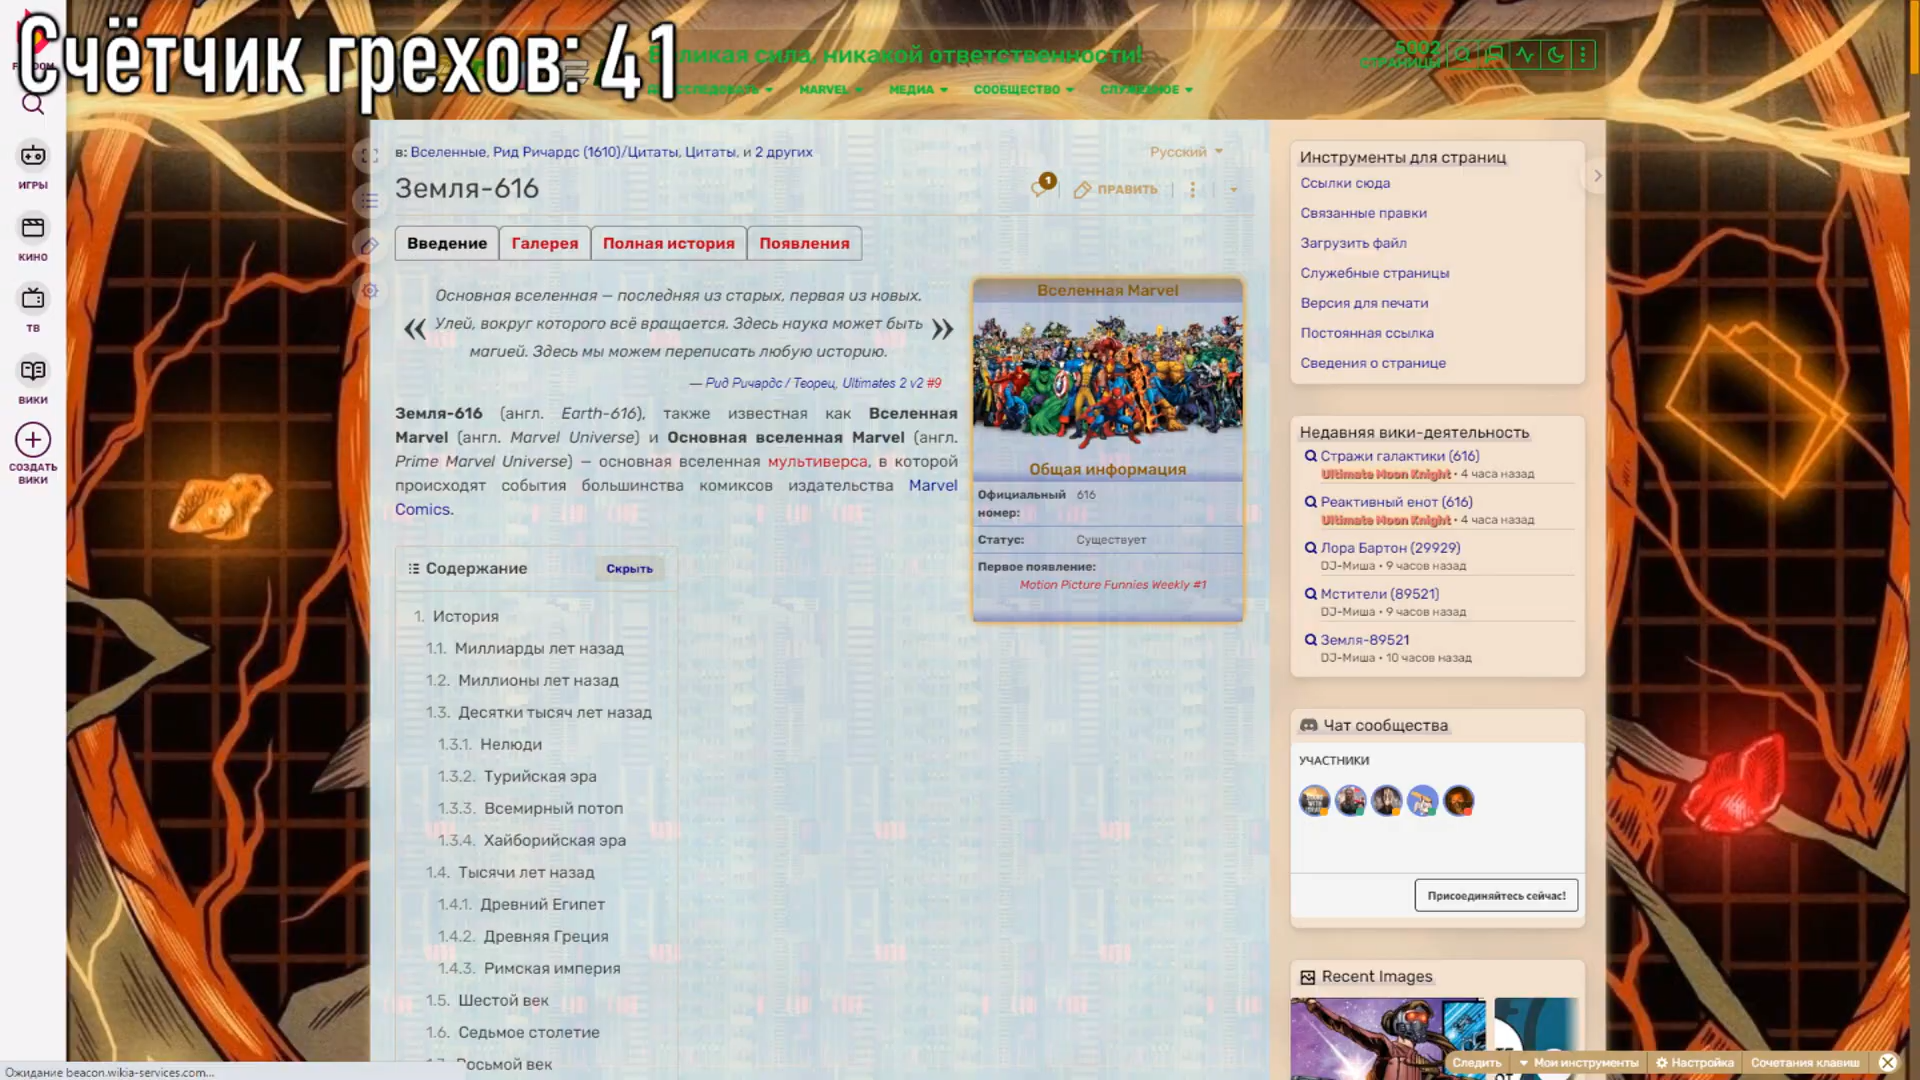 Счётчик грехов: 41
ликая сила, никакой ответственности!
5002
СТРАНИЦЫ
MARVEL
МЕДИА
СООБЩЕСТВО
СЛУЖЕБНОЕ
ИГРЫ
КИНО
ТВ
ВИКИ
СОЗДАТЬ
ВИКИ
в: Вселенные, Рид Ричардс (1610)/Цитаты, Цитаты, и 2 других
Русский
Земля-616
1
ПРАВИТЬ
Введение
Галерея
Полная история
Появления
Основная вселенная — последняя из старых, первая из новых.
« Улей, вокруг которого всё вращается. Здесь наука может быть »
магией. Здесь мы можем переписать любую историю.
— Рид Ричардс / Теорец, Ultimates 2 v2 #9
Земля-616 (англ. Earth-616), также известная как Вселенная
Marvel (англ. Marvel Universe) и Основная вселенная Marvel (англ.
Prime Marvel Universe) — основная вселенная мультиверса, в которой
происходят события большинства комиксов издательства Marvel
Comics.
Вселенная Marvel
Общая информация
Официальный номер: 616
Статус: Существует
Первое появление:
Motion Picture Funnies Weekly #1
Содержание
Скрыть
1. История
1.1. Миллиарды лет назад
1.2. Миллионы лет назад
1.3. Десятки тысяч лет назад
1.3.1. Нелюди
1.3.2. Турийская эра
1.3.3. Всемирный потоп
1.3.4. Хайборийская эра
1.4. Тысячи лет назад
1.4.1. Древний Египет
1.4.2. Древняя Греция
1.4.3. Римская империя
1.5. Шестой век
1.6. Седьмое столетие
Восьмой век
Инструменты для страниц
Ссылки сюда
Связанные правки
Загрузить файл
Служебные страницы
Версия для печати
Постоянная ссылка
Сведения о странице
Недавняя вики-деятельность
Стражи галактики (616)
Ultimate Moon Knight • 4 часа назад
Реактивный енот (616)
Ultimate Moon Knight • 4 часа назад
Лора Бартон (29929)
DJ-Миша • 9 часов назад
Мстители (89521)
DJ-Миша • 9 часов назад
Земля-89521
DJ-Миша • 10 часов назад
Чат сообщества
УЧАСТНИКИ
Присоединяйтесь сейчас!
Recent Images
Следить
Мои инструменты
Настройка
Сочетания клавиш
Ожидание beacon.wikia-services.com...